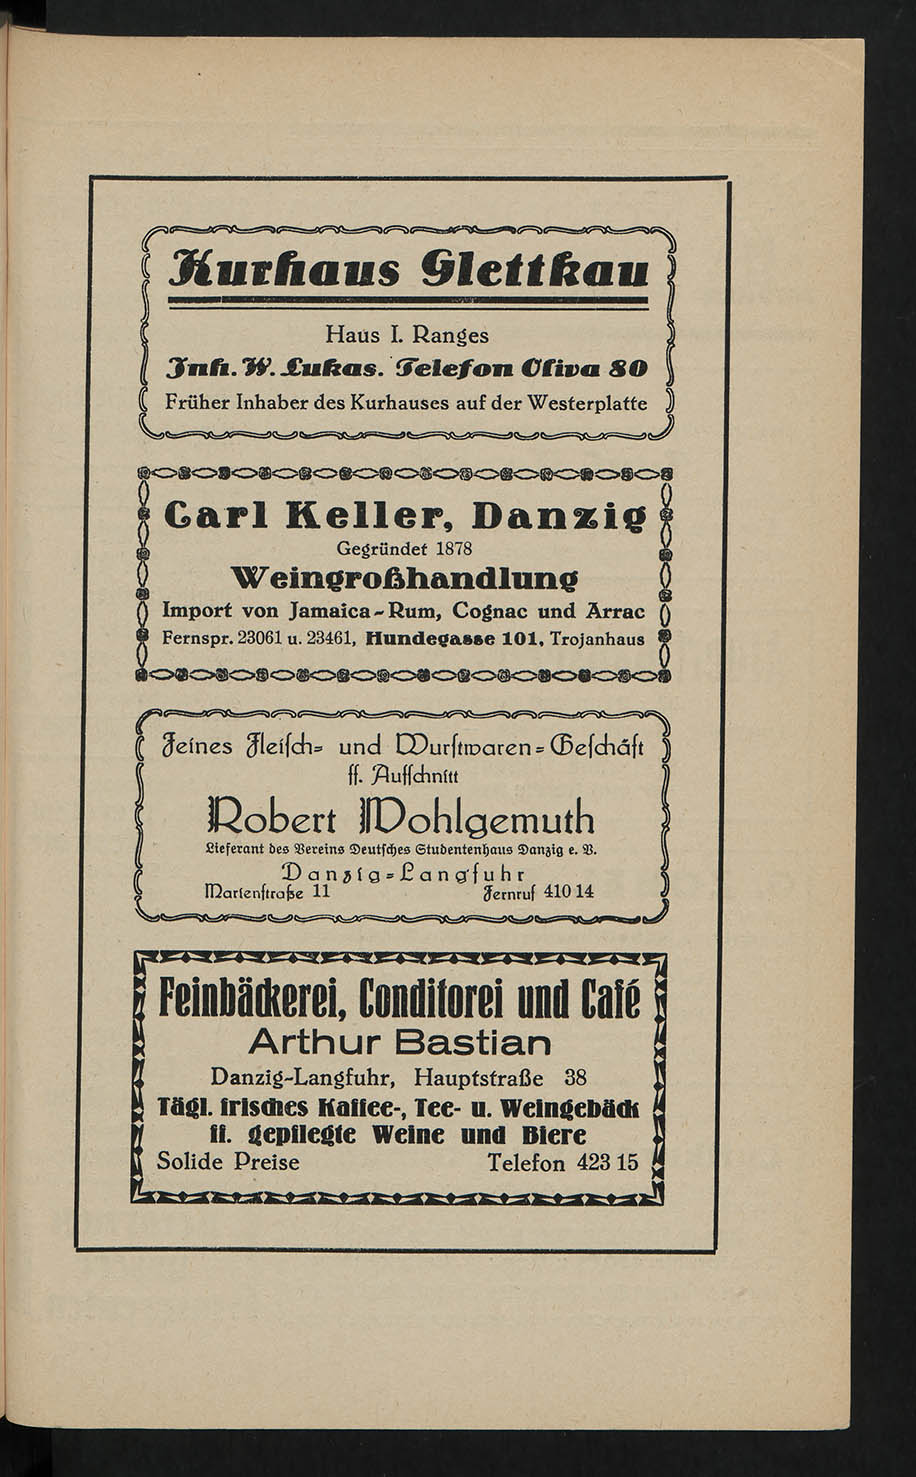 Kurhaus Glettkau
Haus I. Ranges
Inh. W. Lukas. Telefon Oliva 80
Früher Inhaber des Kurhauses auf der Westerplatte
Carl Keller, Danzig
Gegründet 1878
Weingroßhandlung
Import von Jamaica-Rum, Cognac und Arrac
Fernspr. 23061 u. 23461, Hundegasse 101, Trojanhaus
Feines Fleiſch- und Wurſtwaren-Geſchäft
ff. Aufſchnitt
Robert Wohlgemuth
Lieferant des Vereins Deutſches Studentenhaus Danzig e. V.
Danzig-Langfuhr
Marienſtraße 11 Fernruf 410 14
Feinbäckerei, Conditorei und Café
Arthur Bastian
Danzig-Langfuhr, Hauptstraße 38
Tägl. frisches Kaffee-, Tee- u. Weingebäck
ff. gepflegte Weine und Biere
Solide Preise Telefon 423 15